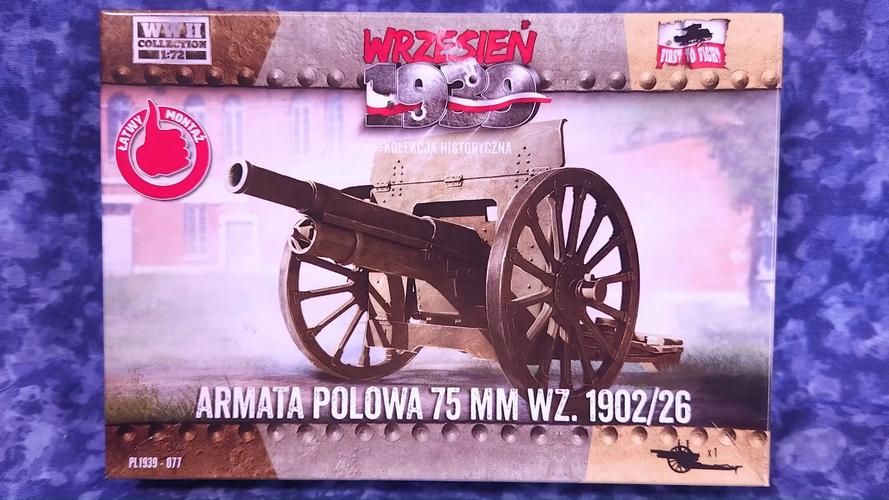 WWII
COLLECTION
1:72
WRZESIEŃ
1939
KOLEKCJA HISTORYCZNA
FIRST TO FIGHT
ŁATWY MONTAŻ
ARMATA POLOWA 75 MM WZ. 1902/26
PL1939 - 077
x1